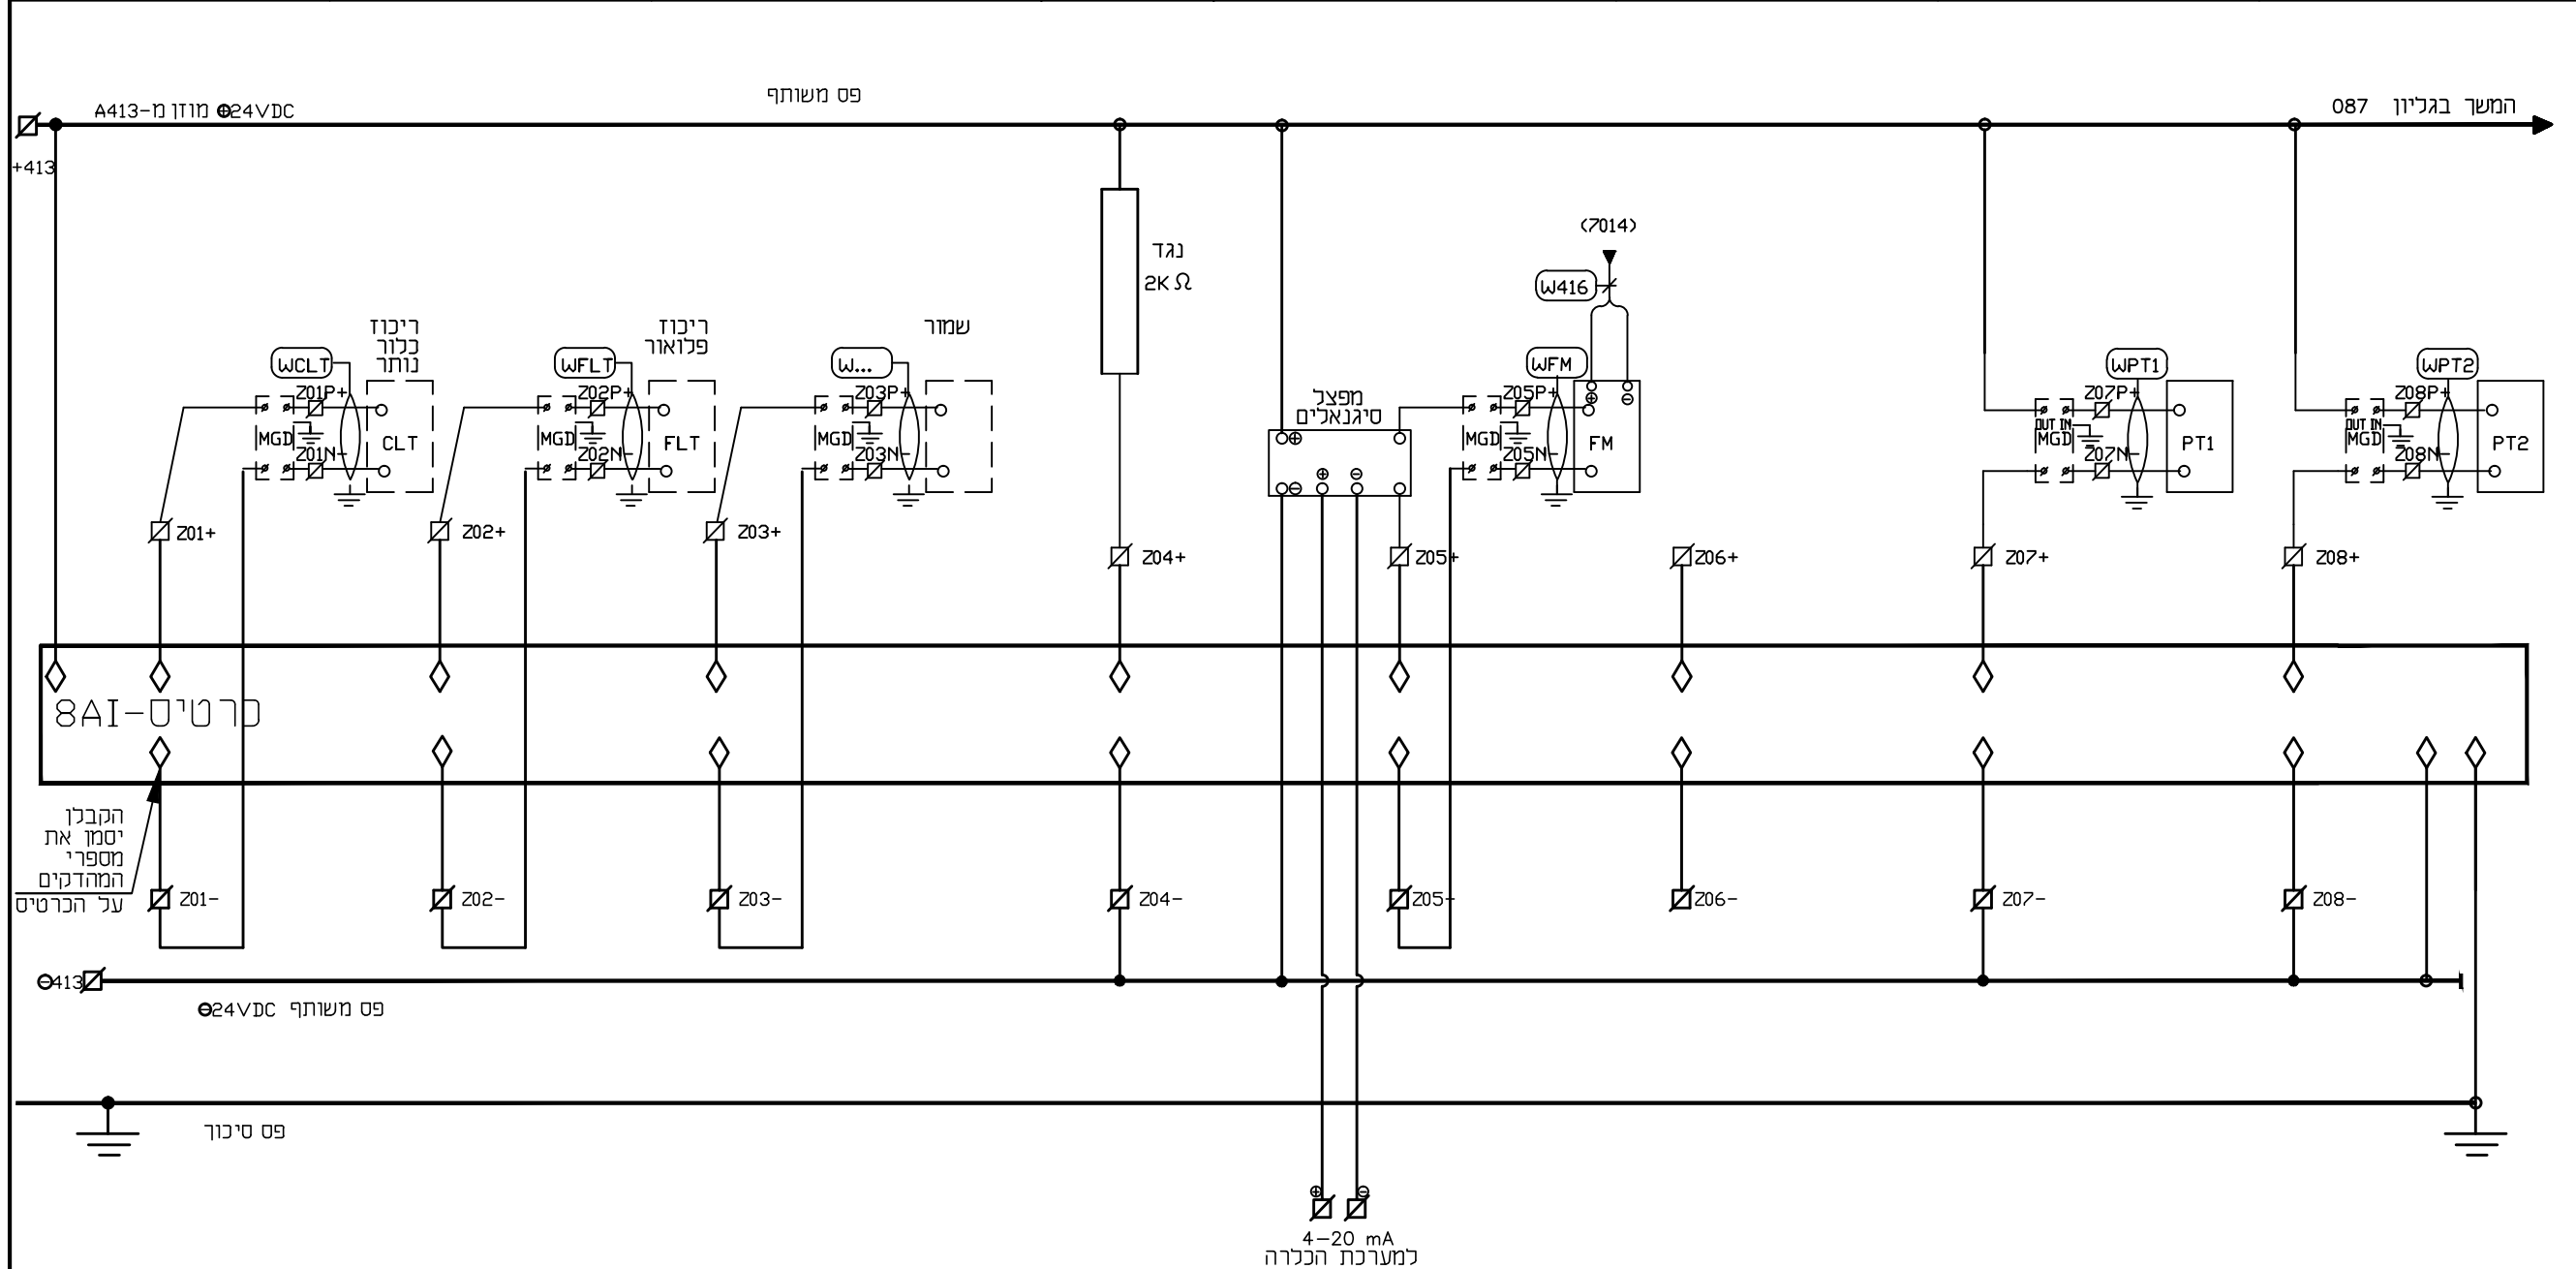 A413-מוזן מ ⊕24VDC
פס משותף
המשך בגליון 087
+413
(7014)
נגד
2K Ω
W416
ריכוז
כלור
נותר
ריכוז
פלואור
שמור
WCLT
WFLT
W...
WFM
WPT1
WPT2
מפצל
סיגנאלים
Z01P+
Z02P+
Z03P+
Z05P+
Z07P+
Z08P+
MGD
CLT
MGD
FLT
MGD
MGD
FM
OUT IN
MGD
PT1
OUT IN
MGD
PT2
Z01N-
Z02N-
Z03N-
Z05N-
Z07N-
Z08N-
Z01+
Z02+
Z03+
Z04+
Z05+
Z06+
Z07+
Z08+
כרטיס-8AI
הקבלן
יסמן את
מספרי
המהדקים
על הכרטיס
Z01-
Z02-
Z03-
Z04-
Z05-
Z06-
Z07-
Z08-
⊖413
⊖24VDC פס משותף
פס סיכוך
4-20 mA
למערכת הכלרה